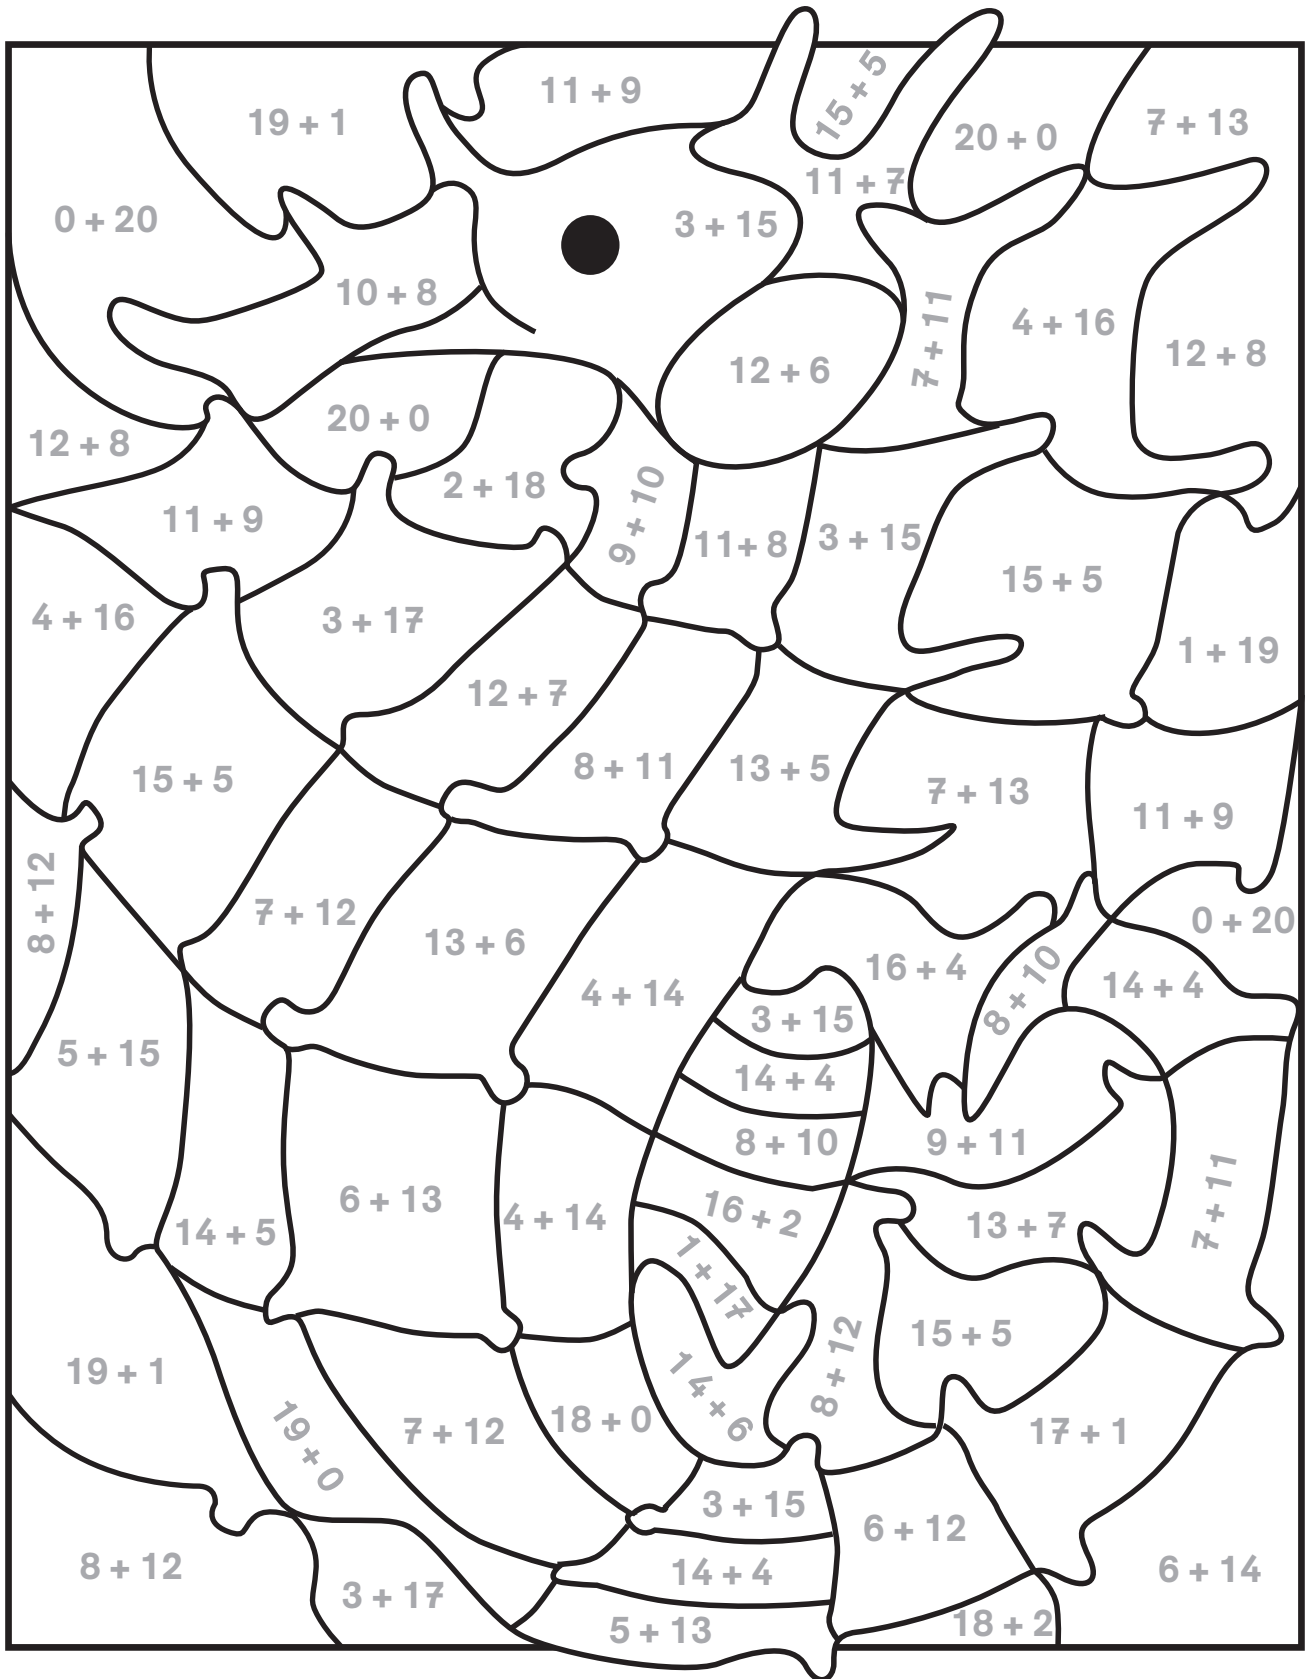 11 + 9
15 + 5
19 + 1
7 + 13
20 + 0
11 + 7
0 + 20
3 + 15
10 + 8
7 + 11
4 + 16
12 + 8
12 + 6
20 + 0
12 + 8
2 + 18
9 + 10
11 + 9
11+ 8
3 + 15
15 + 5
4 + 16
3 + 17
1 + 19
12 + 7
8 + 11
13 + 5
15 + 5
7 + 13
11 + 9
8 + 12
7 + 12
13 + 6
0 + 20
16 + 4
8 + 10
14 + 4
4 + 14
3 + 15
5 + 15
14 + 4
8 + 10
9 + 11
6 + 13
4 + 14
16 + 2
13 + 7
7 + 11
14 + 5
1 + 17
15 + 5
19 + 1
8 + 12
14 + 6
18 + 0
7 + 12
19 + 0
17 + 1
3 + 15
6 + 12
8 + 12
14 + 4
6 + 14
3 + 17
5 + 13
18 + 2